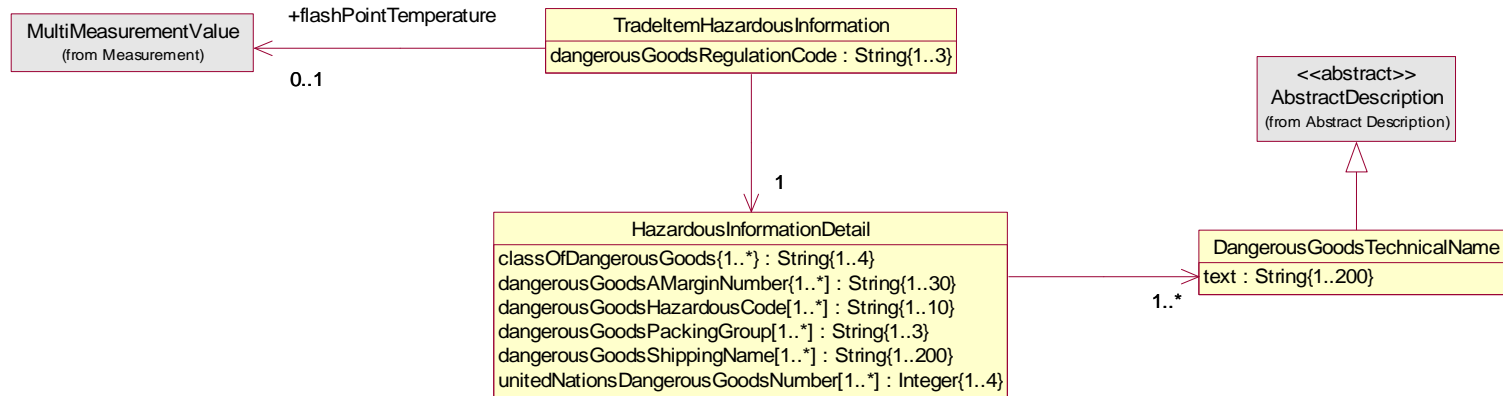 +flashPointTemperature
MultiMeasurementValue
(from Measurement)
0..1
TradeItemHazardousInformation
dangerousGoodsRegulationCode : String{1..3}
<<abstract>>
AbstractDescription
(from Abstract Description)
1
HazardousInformationDetail
classOfDangerousGoods{1..*} : String{1..4}
dangerousGoodsAMarginNumber{1..*] : String{1..30}
dangerousGoodsHazardousCode[1..*] : String{1..10}
dangerousGoodsPackingGroup[1..*] : String{1..3}
dangerousGoodsShippingName[1..*] : String{1..200}
unitedNationsDangerousGoodsNumber[1..*] : Integer{1..4}
1..*
DangerousGoodsTechnicalName
text : String{1..200}